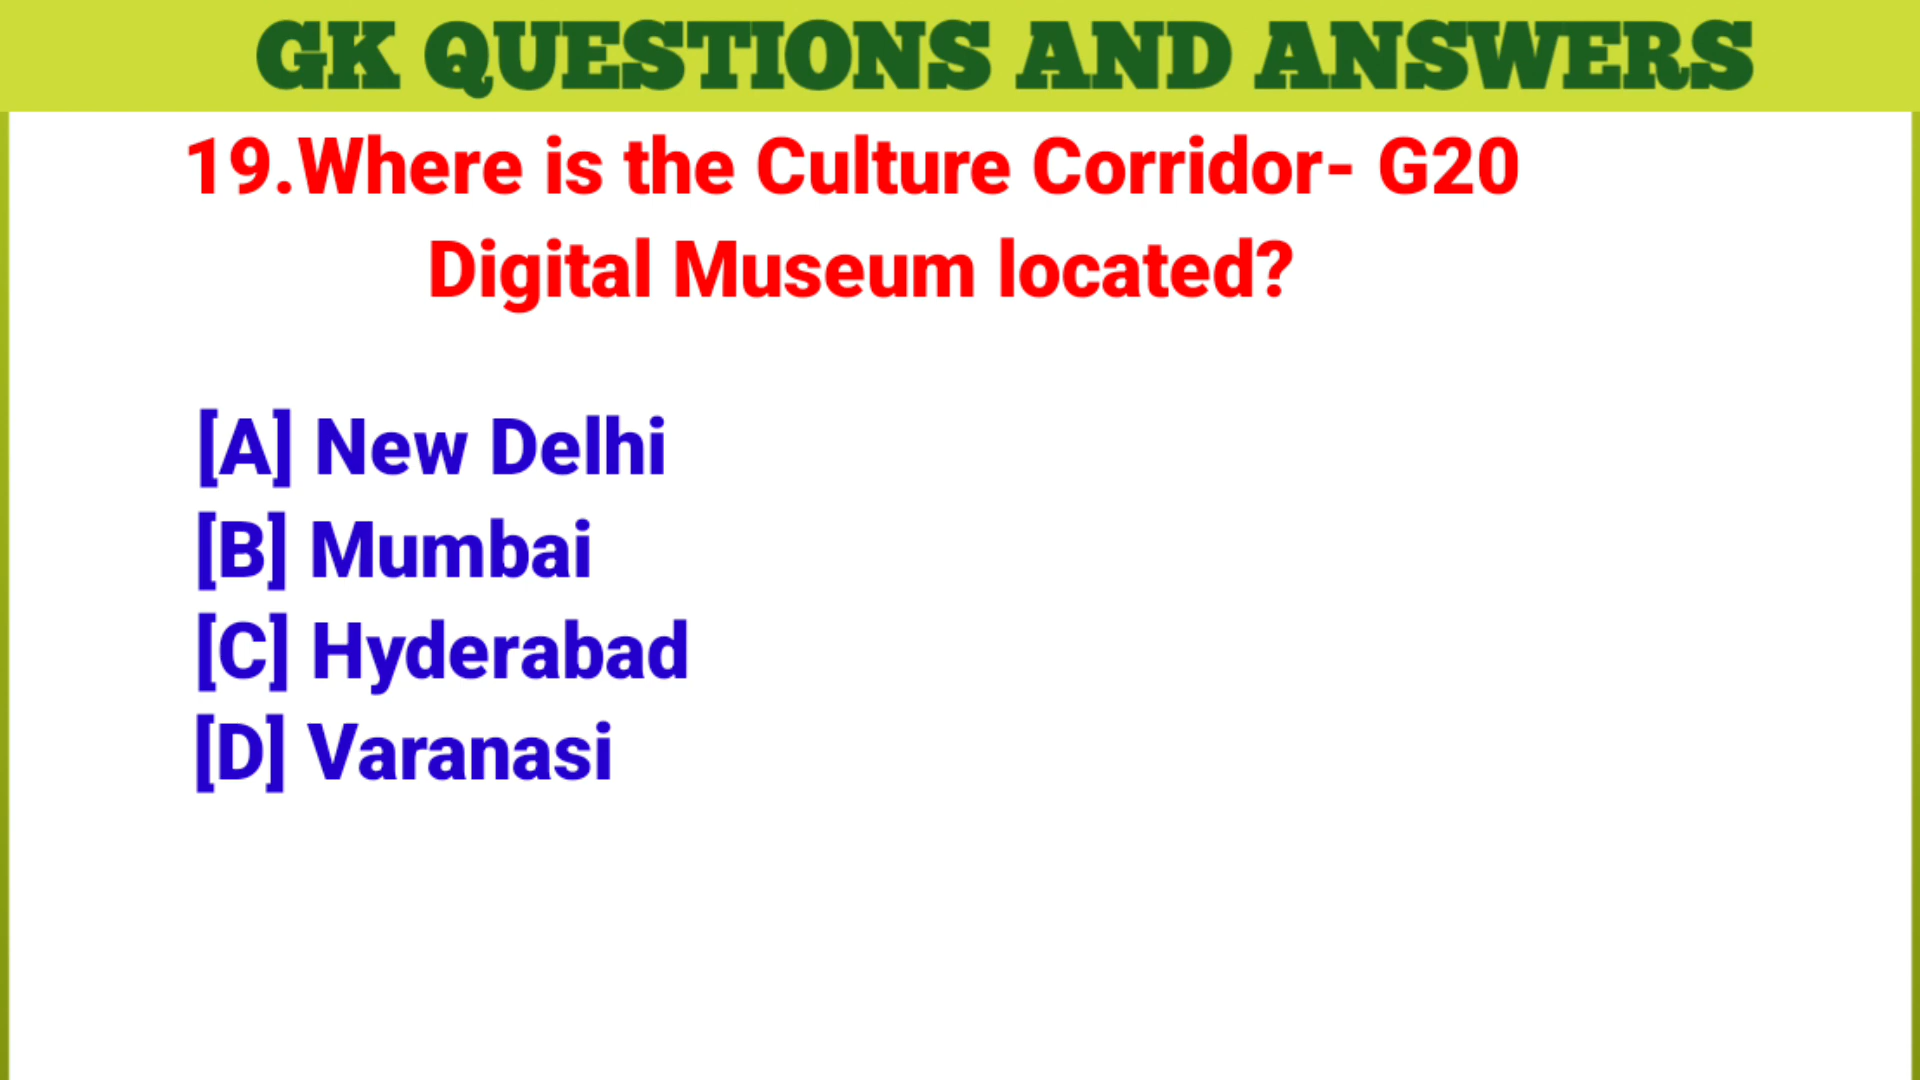 GK QUESTIONS AND ANSWERS
19.Where is the Culture Corridor- G20
Digital Museum located?
[A] New Delhi
[B] Mumbai
[C] Hyderabad
[D] Varanasi